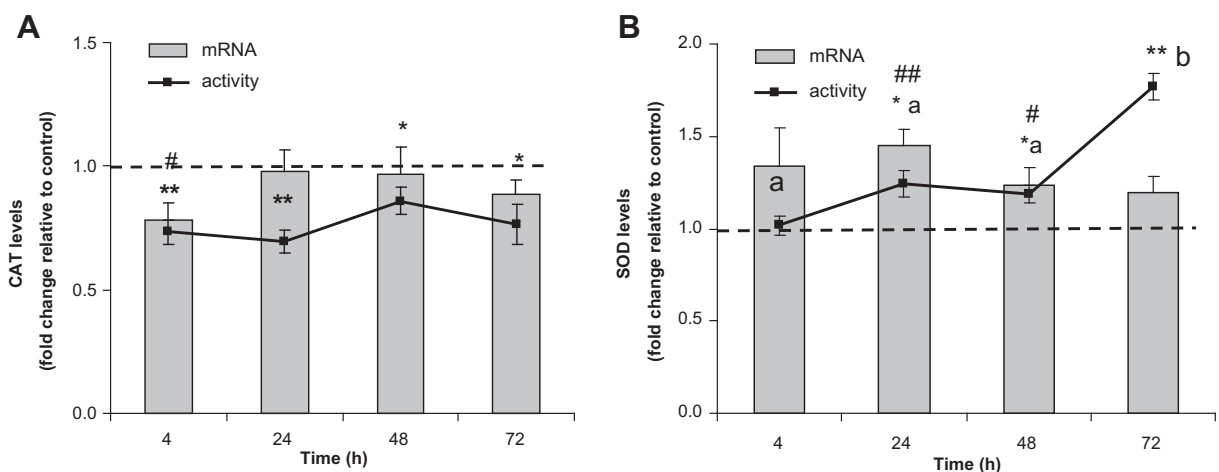 A
1.5
mRNA
activity
*
1.0
#
*
**
**
CAT levels
(fold change relative to control)
0.5
0.0
4 24 48 72
Time (h)
B
2.0
mRNA
activity
** b
##
* a
#
*a
1.5
a
SOD levels
(fold change relative to control)
1.0
0.5
0.0
4 24 48 72
Time (h)